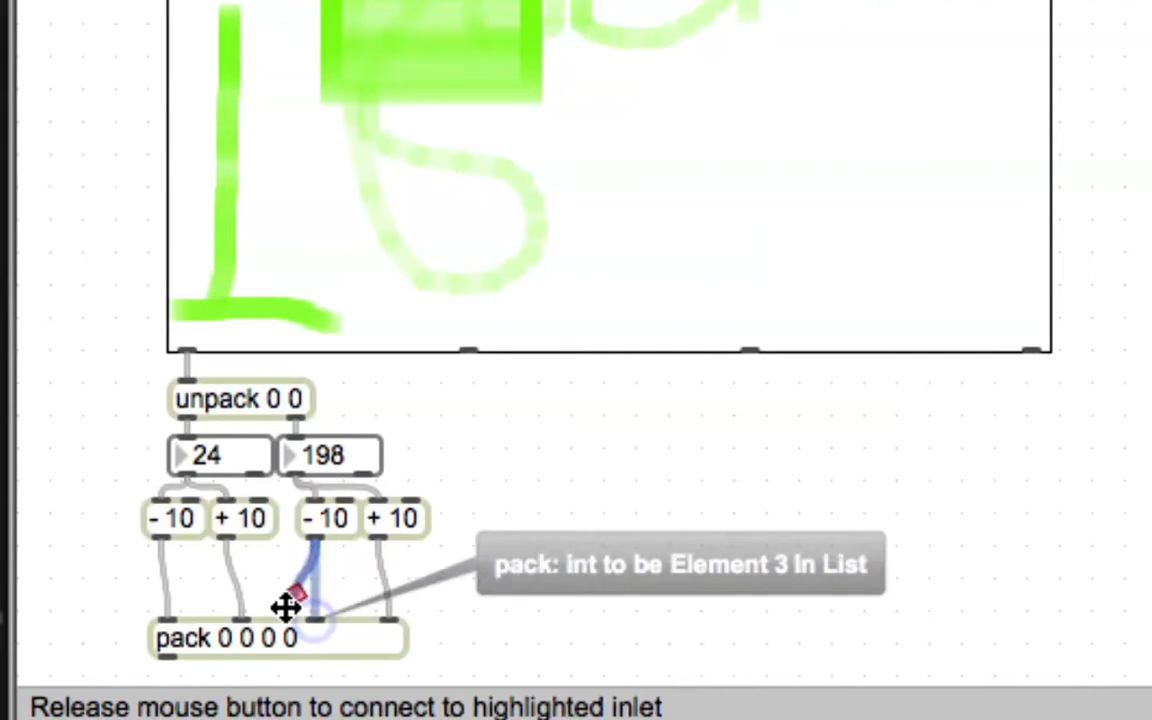 unpack 0 0
24 198
- 10 + 10 - 10 + 10
pack: int to be Element 3 In List
pack 0 0 0 0
Release mouse button to connect to highlighted inlet